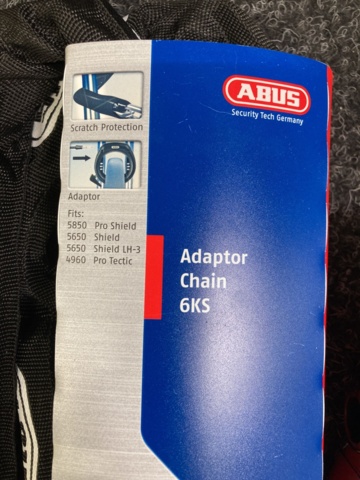 ABUS
Security Tech Germany
Scratch Protection
Adaptor
Fits:
5850 Pro Shield
5650 Shield
5650 Shield LH-3
4960 Pro Tectic
Adaptor
Chain
6KS